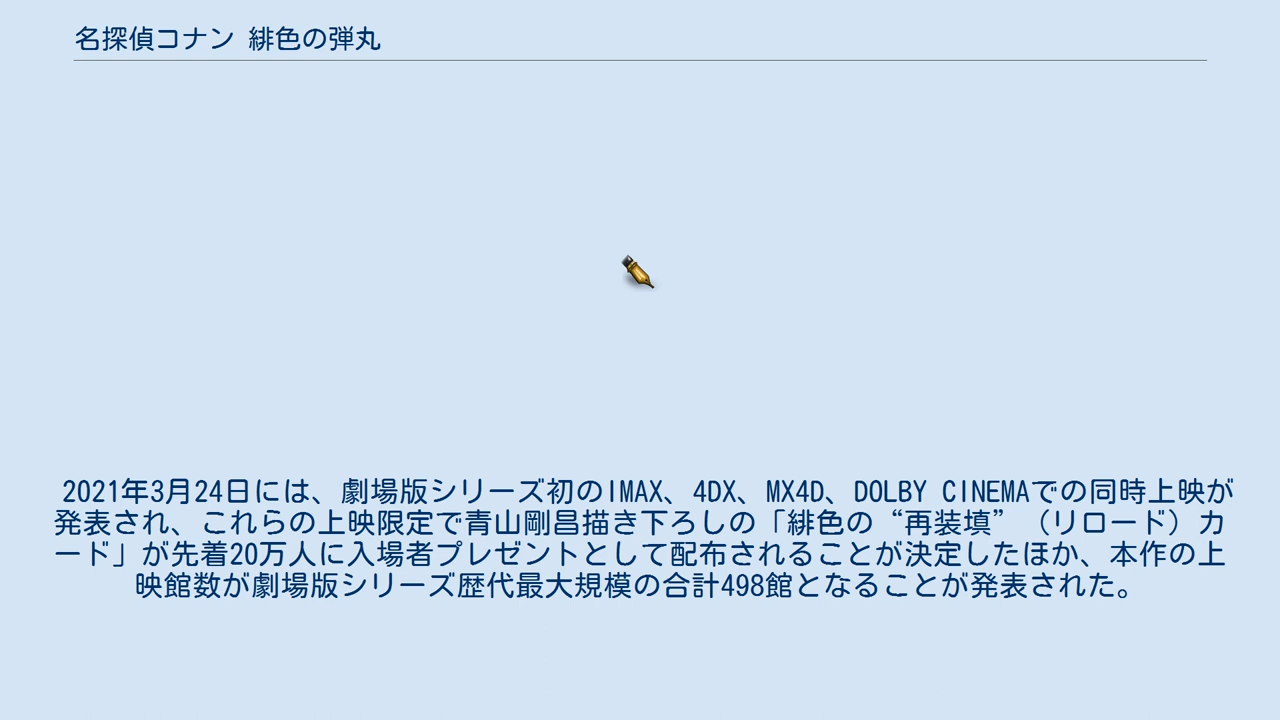 名探偵コナン 緋色の弾丸
2021年3月24日には、劇場版シリーズ初のIMAX、4DX、MX4D、DOLBY CINEMAでの同時上映が
発表され、これらの上映限定で青山剛昌描き下ろしの「緋色の“再装填”（リロード）カ
ード」が先着20万人に入場者プレゼントとして配布されることが決定したほか、本作の上
映館数が劇場版シリーズ歴代最大規模の合計498館となることが発表された。